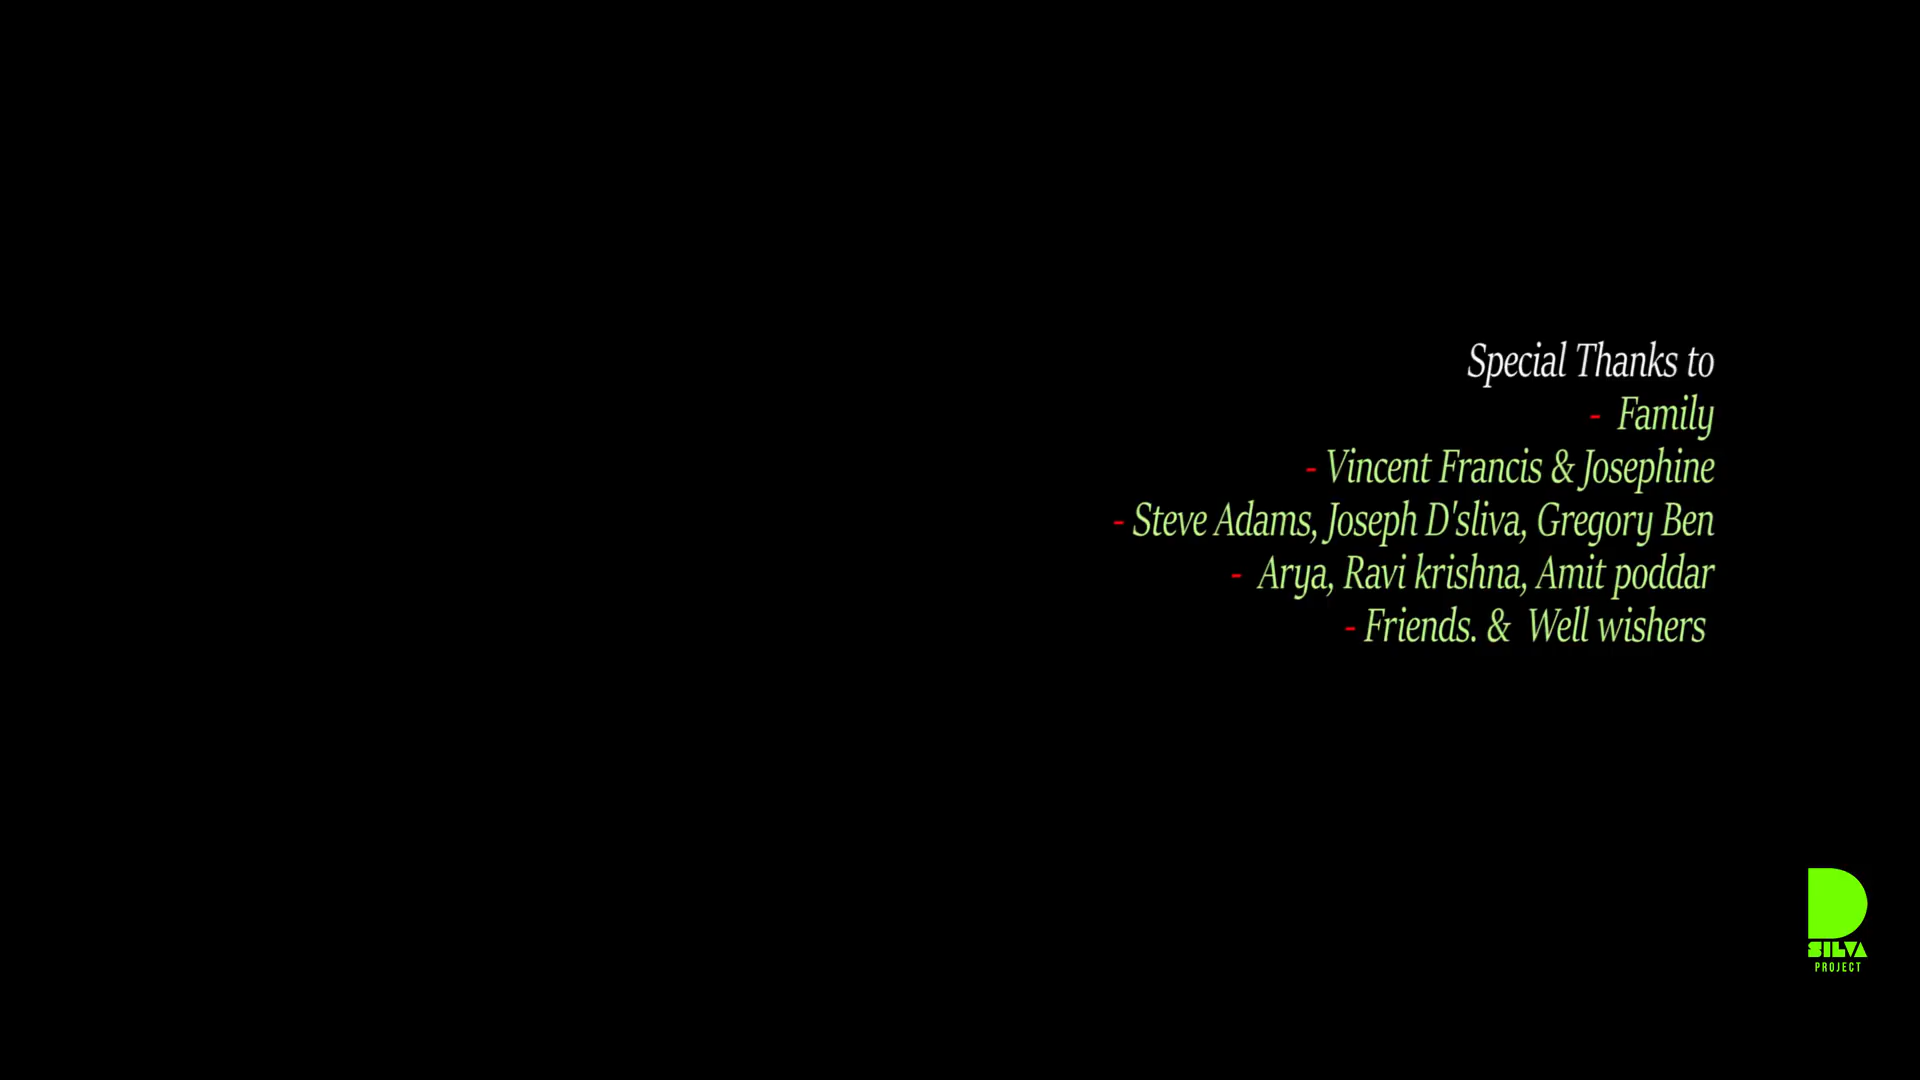 Special Thanks to
- Family
- Vincent Francis & Josephine
- Steve Adams, Joseph D'sliva, Gregory Ben
- Arya, Ravi krishna, Amit poddar
- Friends. & Well wishers
D
SILVA
PROJECT